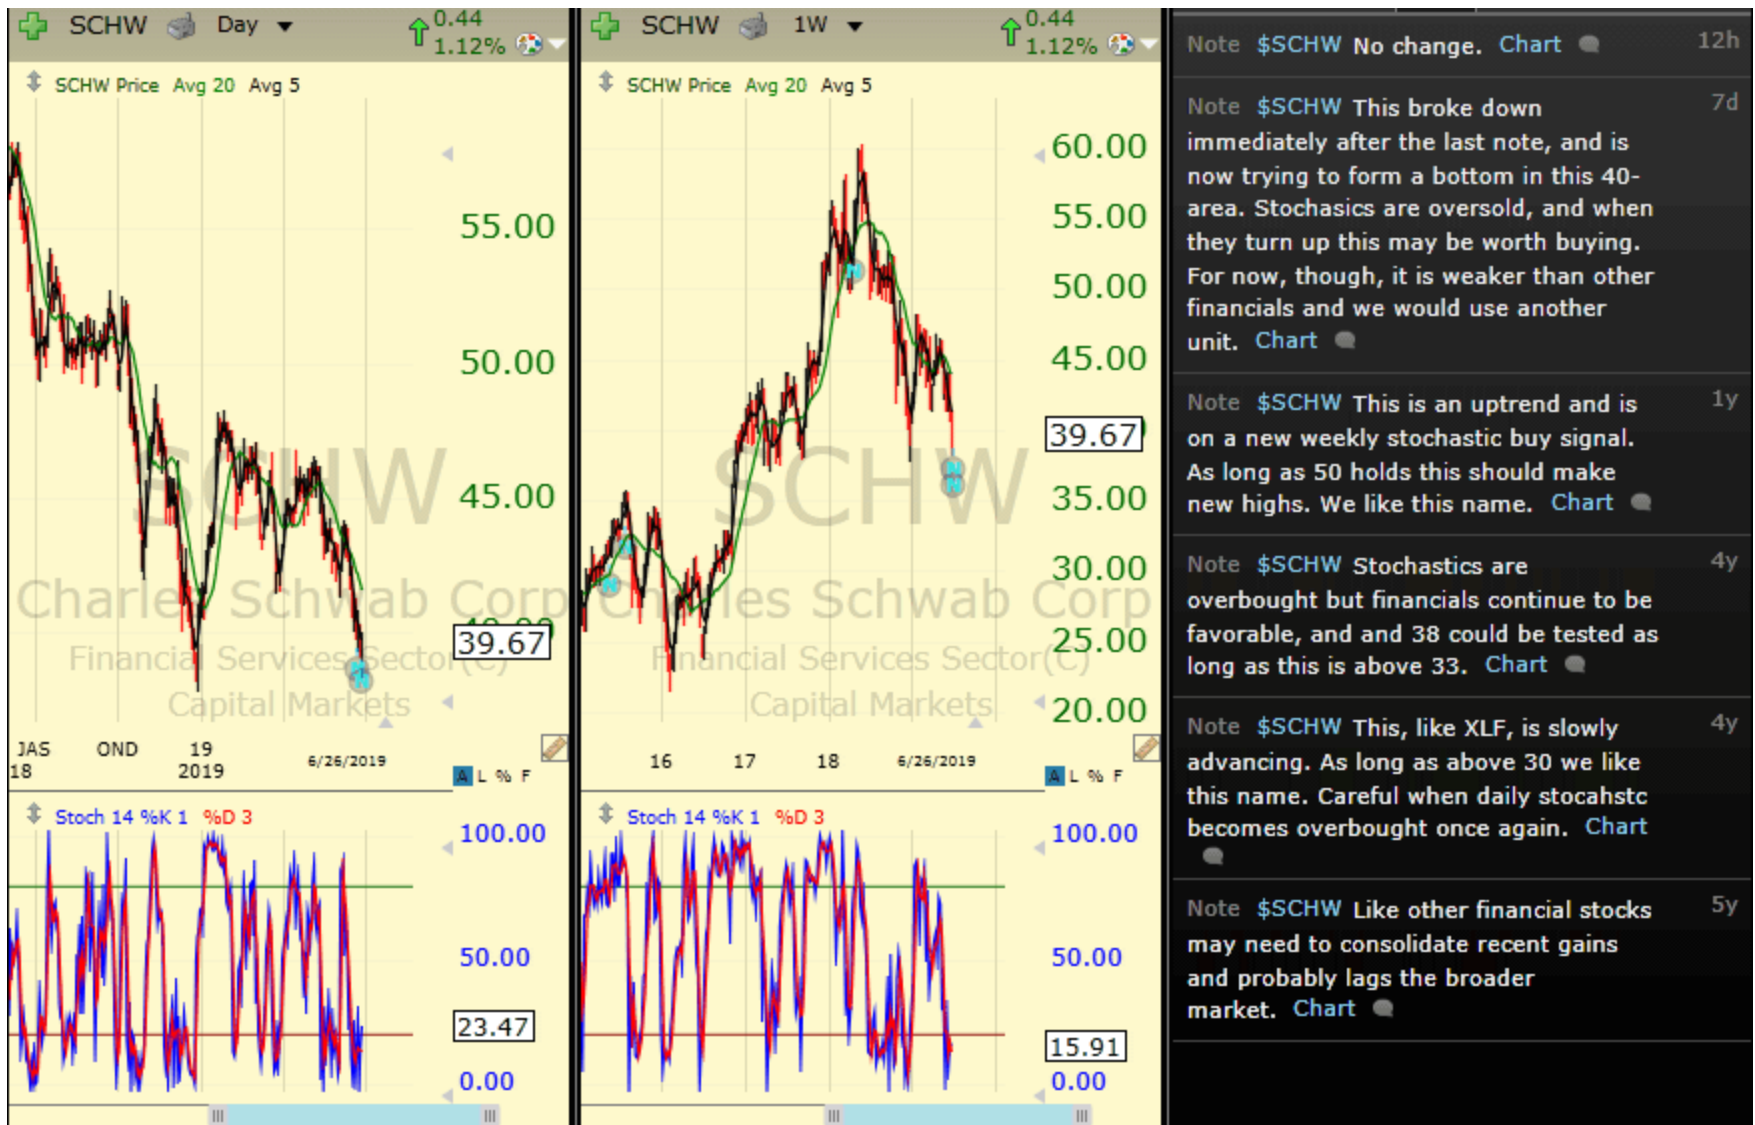 SCHW Day
0.44
1.12%
SCHW Price Avg 20 Avg 5
55.00
50.00
45.00
39.67
SCHW
Charles Schwab Corp
Financial Services Sector(C)
Capital Markets
JAS OND 19 6/26/2019
18 2019
A L % F
Stoch 14 %K 1 %D 3
100.00
50.00
23.47
0.00
SCHW 1W
0.44
1.12%
SCHW Price Avg 20 Avg 5
60.00
55.00
50.00
45.00
39.67
35.00
30.00
25.00
20.00
SCHW
Charles Schwab Corp
Financial Services Sector(C)
Capital Markets
16 17 18 6/26/2019
A L % F
Stoch 14 %K 1 %D 3
100.00
50.00
15.91
0.00
Note $SCHW No change. Chart 12h
Note $SCHW This broke down 7d
immediately after the last note, and is
now trying to form a bottom in this 40-
area. Stochasics are oversold, and when
they turn up this may be worth buying.
For now, though, it is weaker than other
financials and we would use another
unit. Chart
Note $SCHW This is an uptrend and is 1y
on a new weekly stochastic buy signal.
As long as 50 holds this should make
new highs. We like this name. Chart
Note $SCHW Stochastics are 4y
overbought but financials continue to be
favorable, and and 38 could be tested as
long as this is above 33. Chart
Note $SCHW This, like XLF, is slowly 4y
advancing. As long as above 30 we like
this name. Careful when daily stocahstc
becomes overbought once again. Chart
Note $SCHW Like other financial stocks 5y
may need to consolidate recent gains
and probably lags the broader
market. Chart